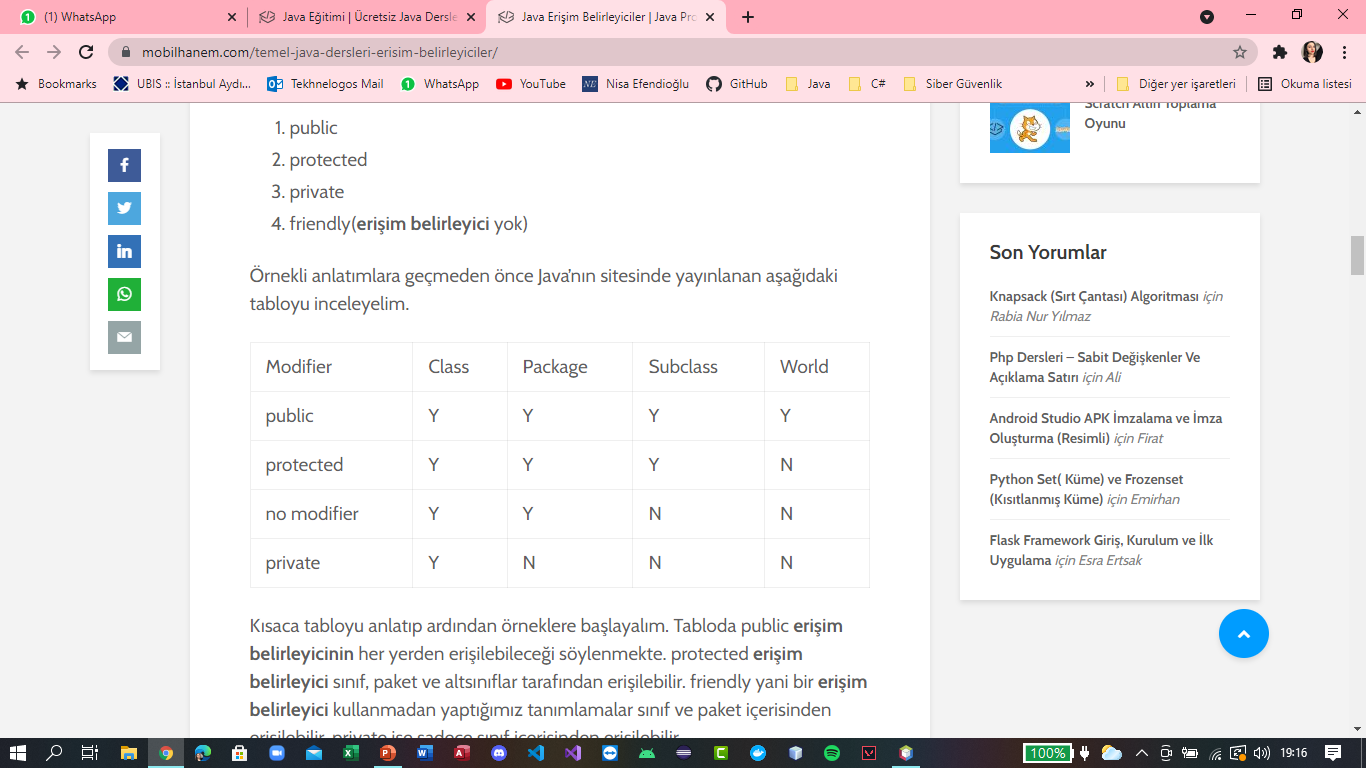 (1) WhatsApp
Java Eğitimi | Ücretsiz Java Dersle
Java Erişim Belirleyiciler | Java Pro
mobilhanem.com/temel-java-dersleri-erisim-belirleyiciler/
Bookmarks
UBIS :: İstanbul Aydı...
Tekhnelogos Mail
WhatsApp
YouTube
Nisa Efendioğlu
GitHub
Java
C#
Siber Güvenlik
»
Diğer yer işaretleri
Okuma listesi
1. public
2. protected
3. private
4. friendly(erişim belirleyici yok)
Örnekli anlatımlara geçmeden önce Java'nın sitesinde yayınlanan aşağıdaki
tabloyu inceleyelim.
Modifier Class Package Subclass World
public Y Y Y Y
protected Y Y Y N
no modifier Y Y N N
private Y N N N
Kısaca tabloyu anlatıp ardından örneklere başlayalım. Tabloda public erişim
belirleyicinin her yerden erişilebileceği söylenmekte. protected erişim
belirleyici sınıf, paket ve altsınıflar tarafından erişilebilir. friendly yani bir erişim
belirleyici kullanmadan yaptığımız tanımlamalar sınıf ve paket içerisinden
erişilebilir. private ise sadece sınıf içerisinden erişilebilir.
Scratch Altın Toplama
Oyunu
Son Yorumlar
Knapsack (Sırt Çantası) Algoritması için
Rabia Nur Yılmaz
Php Dersleri – Sabit Değişkenler Ve
Açıklama Satırı için Ali
Android Studio APK İmzalama ve İmza
Oluşturma (Resimli) için Firat
Python Set( Küme) ve Frozenset
(Kısıtlanmış Küme) için Emirhan
Flask Framework Giriş, Kurulum ve İlk
Uygulama için Esra Ertsak
100%
19:16